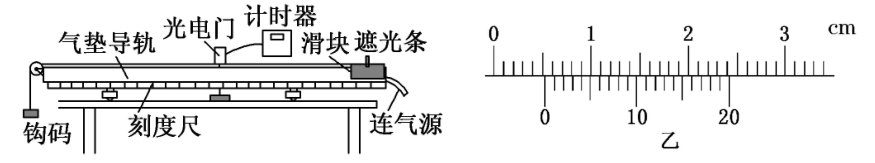 计时器
光电门
气垫导轨
滑块 遮光条
钩码
刻度尺
连气源
0 1 2 3 cm
0 10 20
乙